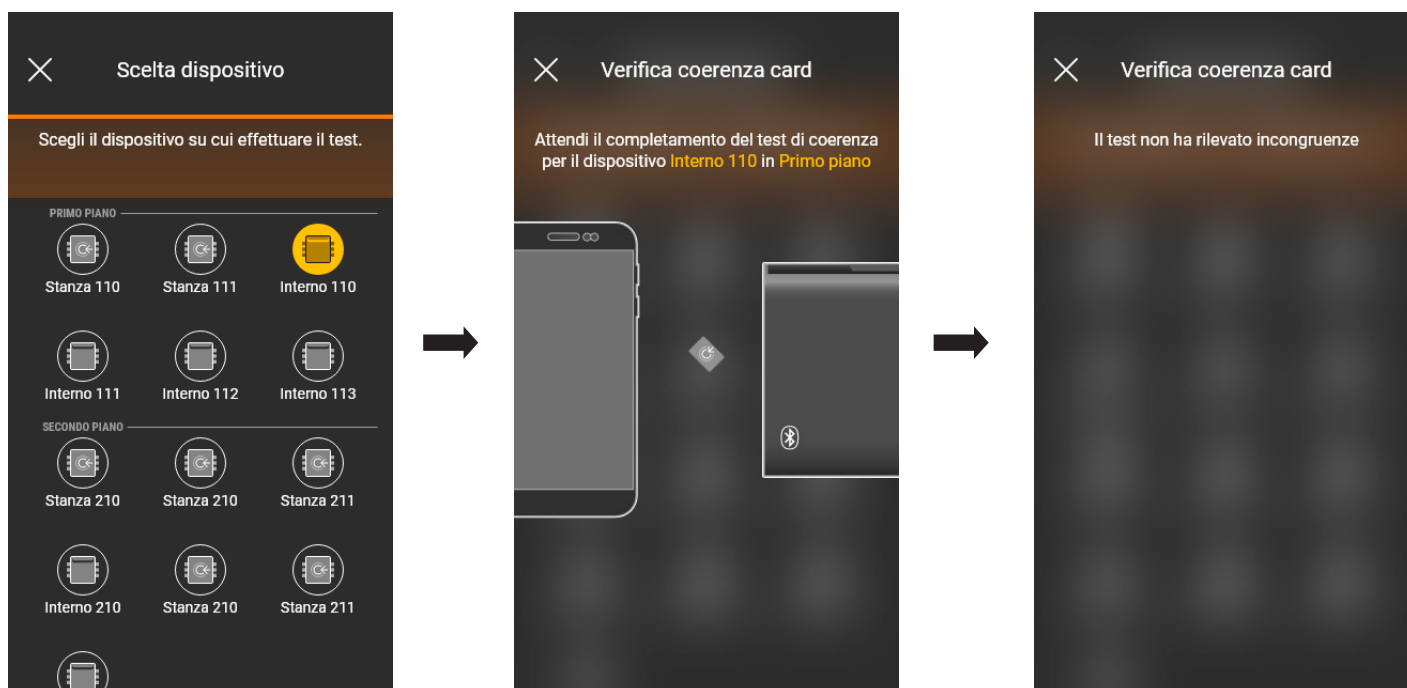 Scelta dispositivo
Scegli il dispositivo su cui effettuare il test.
PRIMO PIANO
Stanza 110
Stanza 111
Interno 110
Interno 111
Interno 112
Interno 113
SECONDO PIANO
Stanza 210
Stanza 210
Stanza 211
Interno 210
Stanza 210
Stanza 211
Verifica coerenza card
Attendi il completamento del test di coerenza
per il dispositivo Interno 110 in Primo piano
Verifica coerenza card
Il test non ha rilevato incongruenze